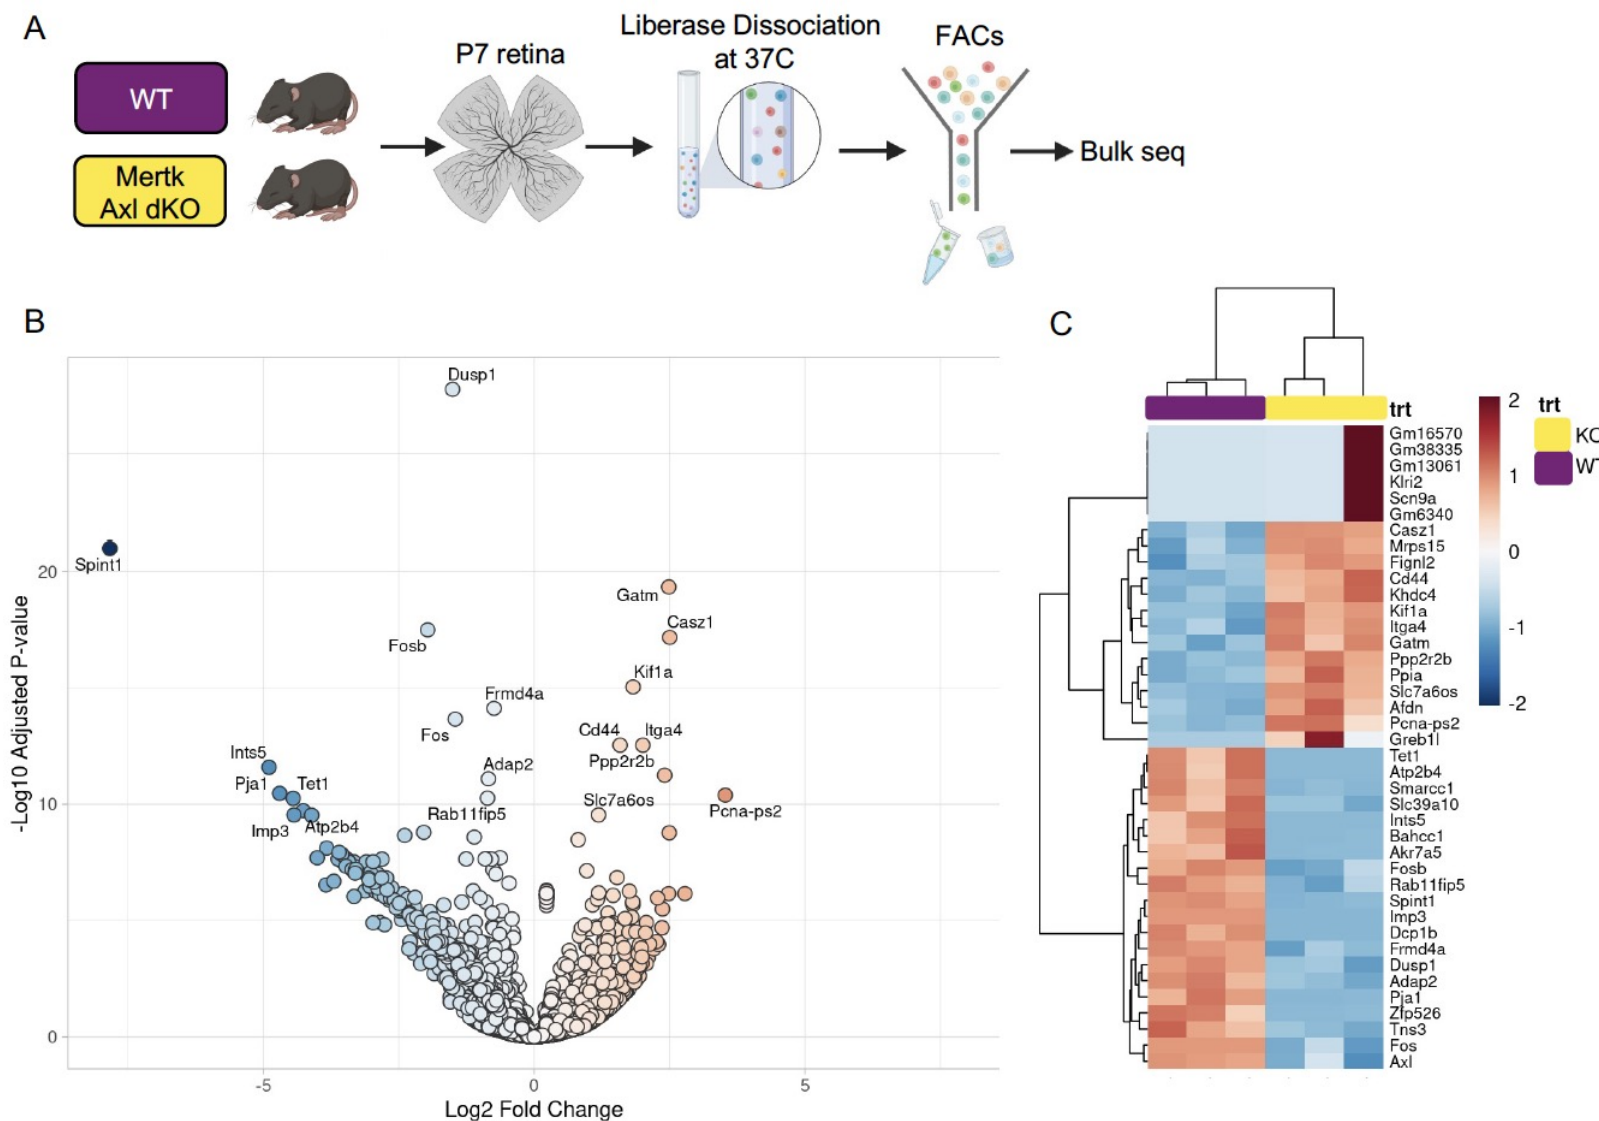 A
WT
Mertk
Axl dKO
P7 retina
Liberase Dissociation
at 37C
FACs
Bulk seq
B
Dusp1
Spint1
Gatm
Casz1
Fosb
Kif1a
Frmd4a
Fos
Cd44
Itga4
Ints5
Ppp2r2b
Adap2
Pja1
Tet1
Slc7a6os
Pcna-ps2
Rab11fip5
Imp3
Atp2b4
20
10
0
-5
0
5
-Log10 Adjusted P-value
Log2 Fold Change
C
trt
Gm16570
Gm38335
Gm13061
Klri2
Scn9a
Gm6340
Casz1
Mrps15
Fignl2
Cd44
Khdc4
Kif1a
Itga4
Gatm
Ppp2r2b
Ppia
Slc7a6os
Afdn
Pcna-ps2
Greb1l
Tet1
Atp2b4
Smarcc1
Slc39a10
Ints5
Bahcc1
Akr7a5
Fosb
Rab11fip5
Spint1
Imp3
Dcp1b
Frmd4a
Dusp1
Adap2
Pja1
Zfp526
Tns3
Fos
Axl
2
1
0
-1
-2
trt
KO
WT